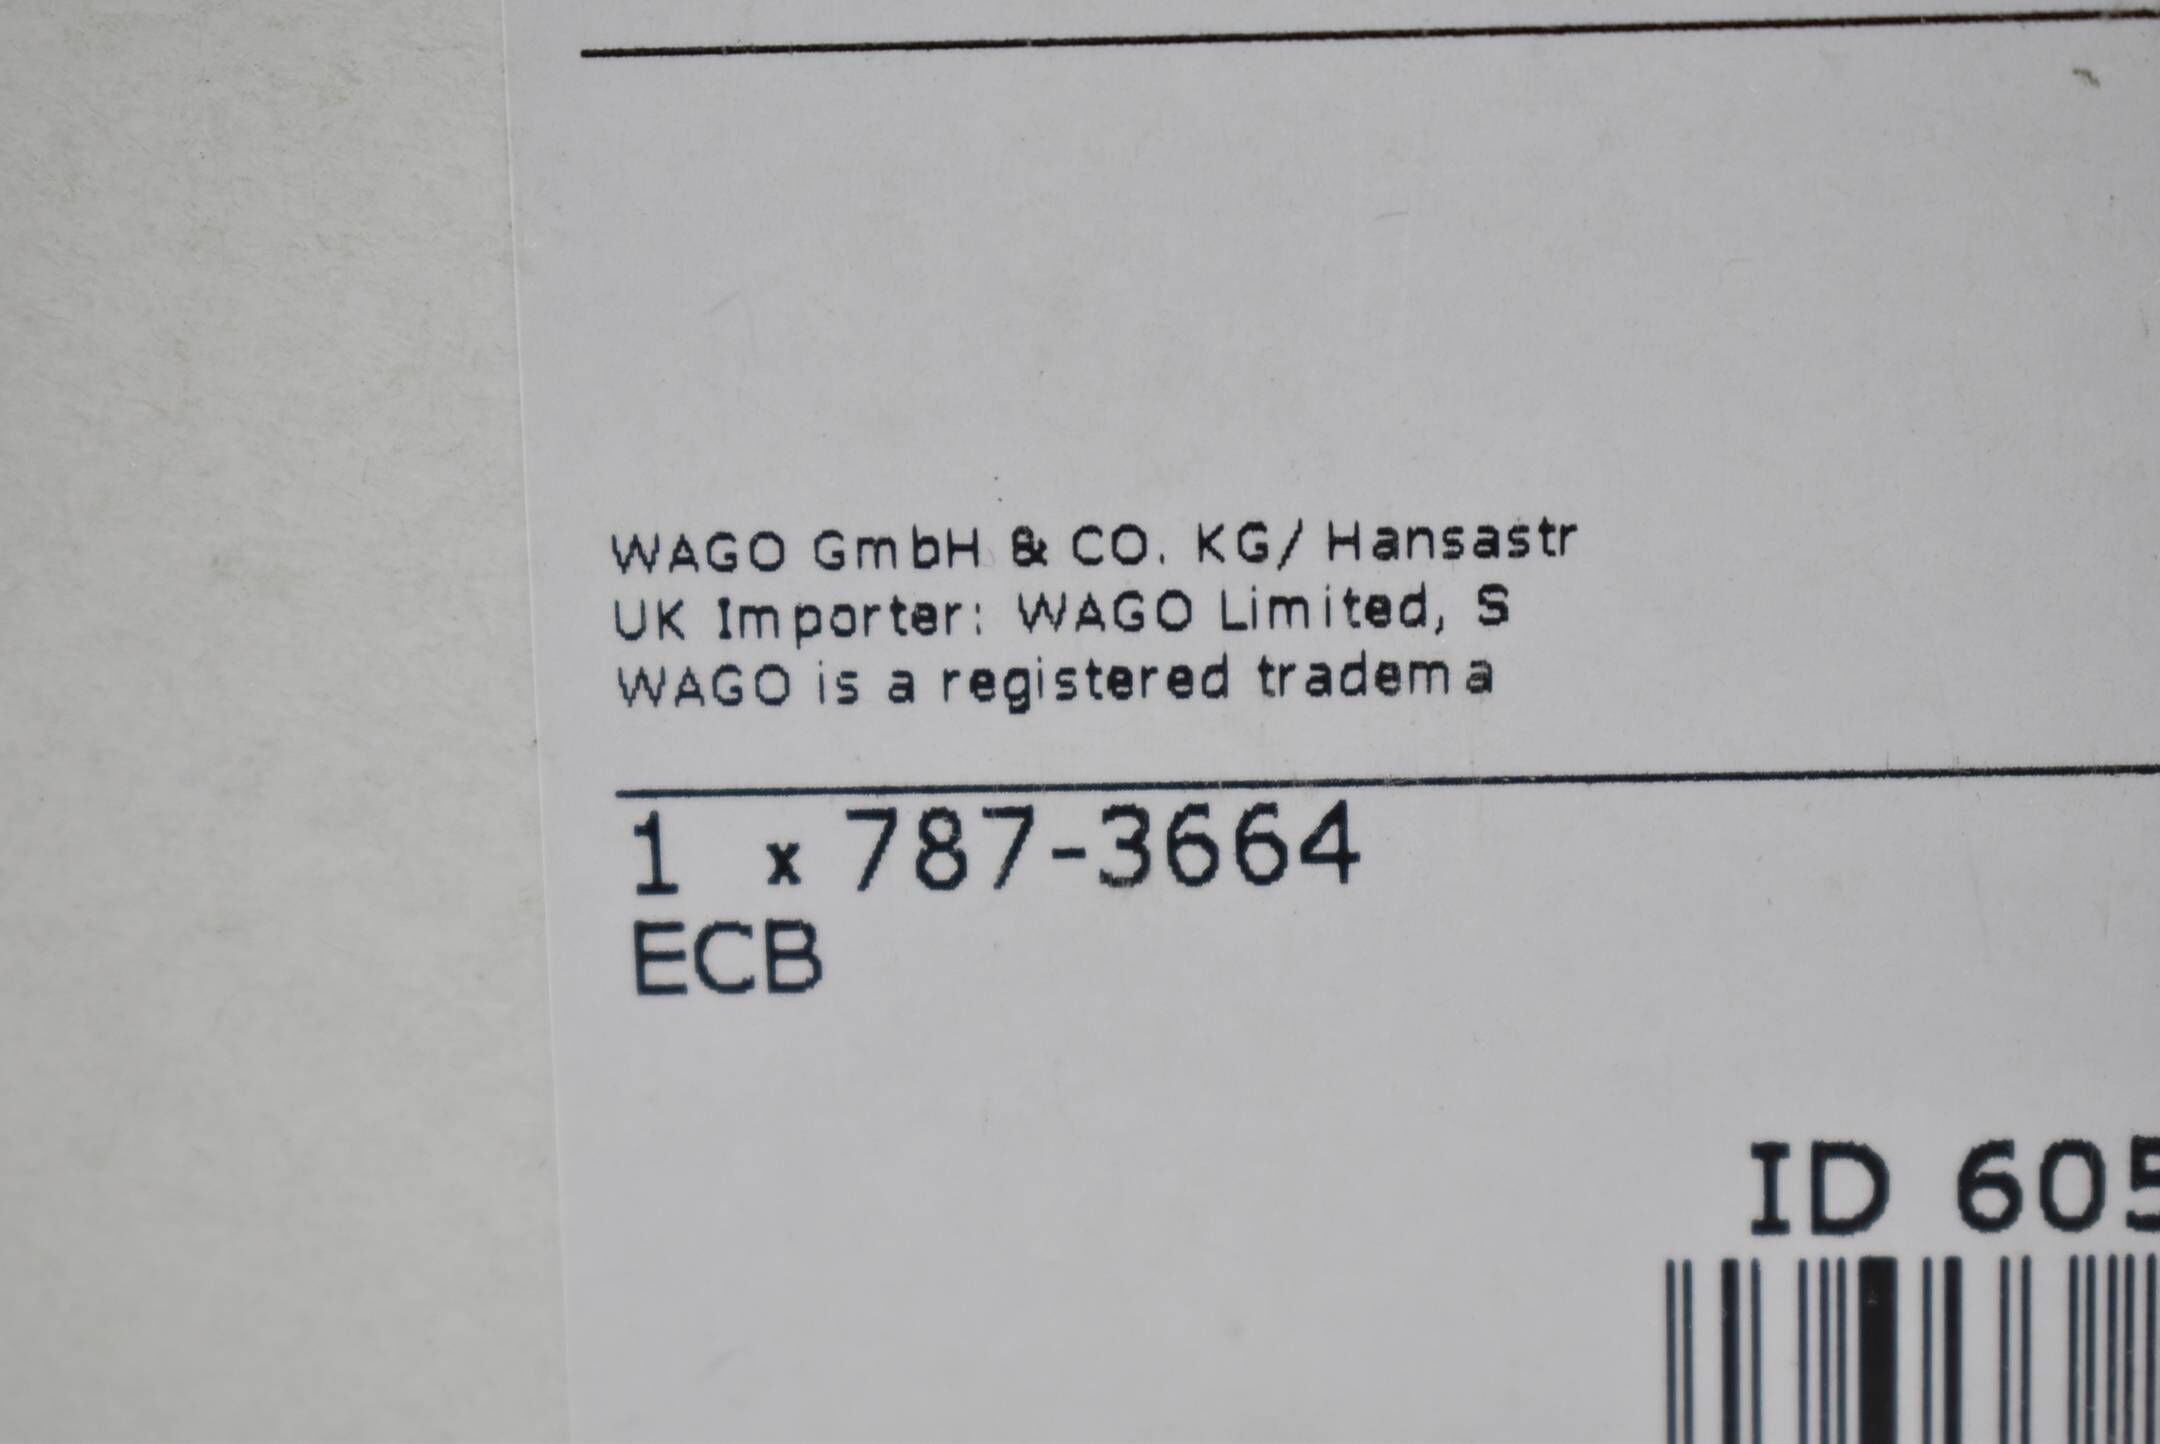 WAGO GmbH & CO. KG/ Hansastr
UK Importer: WAGO Limited, S
WAGO is a registered tradema
1 x 787-3664
ECB
ID 605